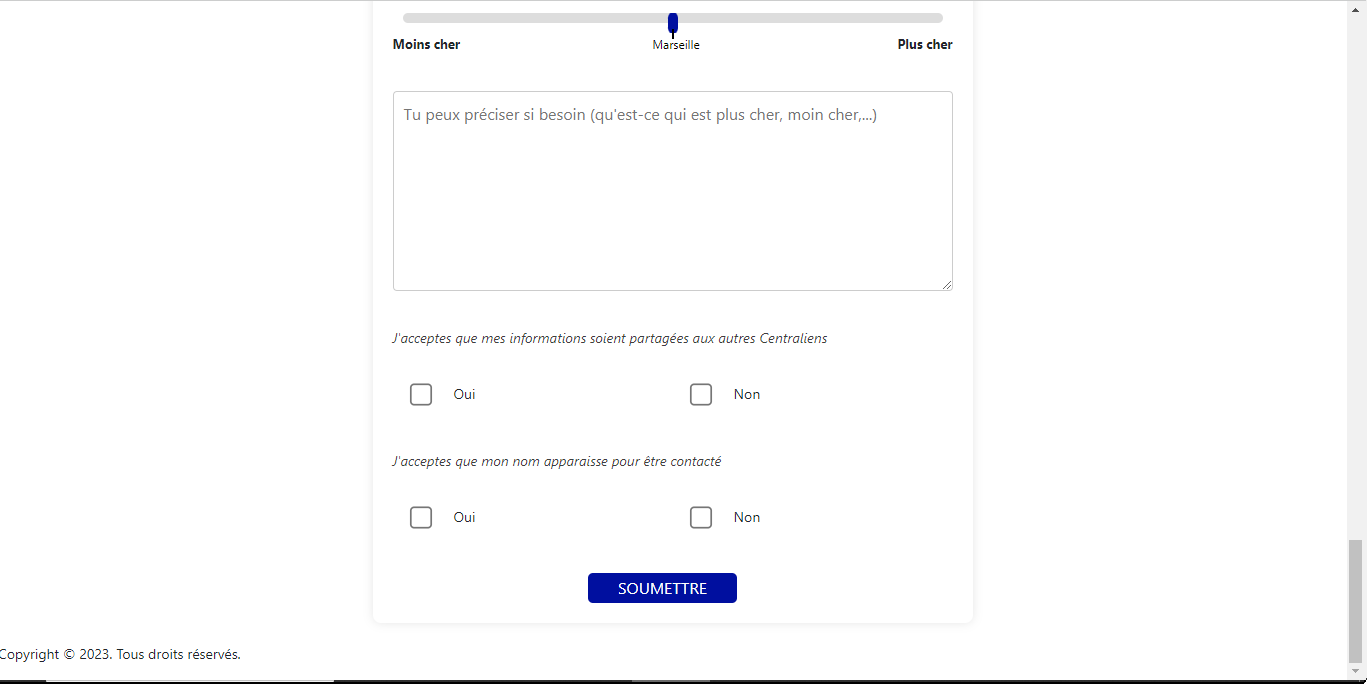 Moins cher Marseille Plus cher
Tu peux préciser si besoin (qu'est-ce qui est plus cher, moin cher,...)
J'acceptes que mes informations soient partagées aux autres Centraliens
Oui Non
J'acceptes que mon nom apparaisse pour être contacté
Oui Non
SOUMETTRE
Copyright © 2023. Tous droits réservés.